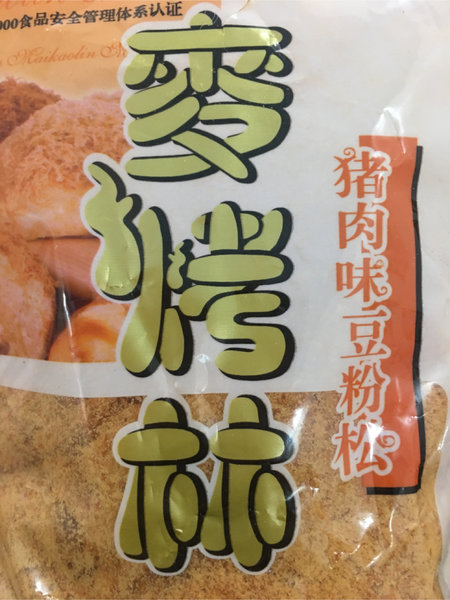 000食品安全管理体系认证
Maikaolin
麥烤林
猪肉味豆粉松